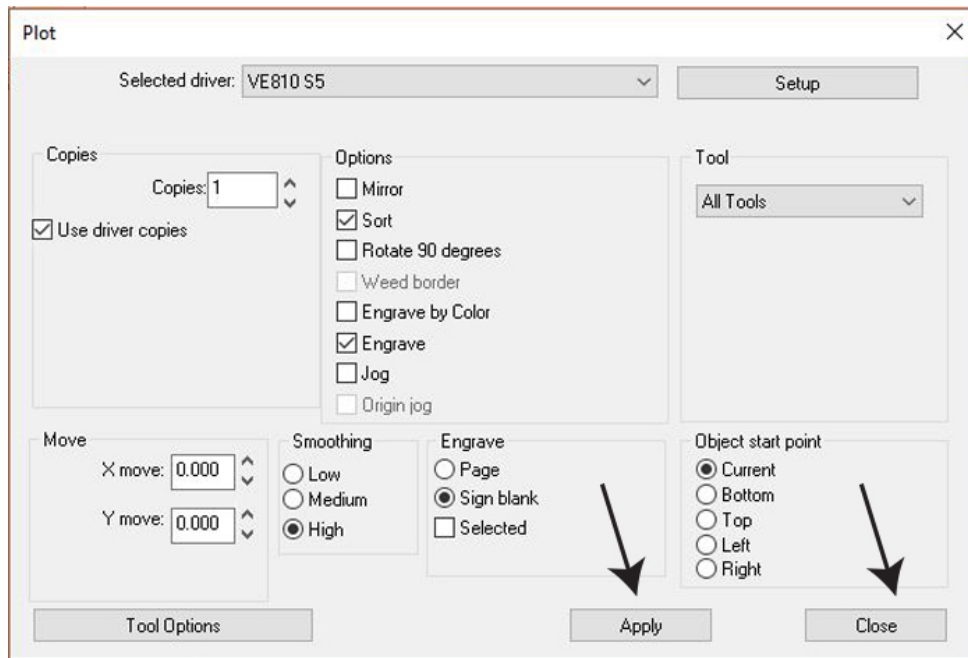 Plot
Selected driver: VE810 S5
Setup
Copies
Copies: 1
Use driver copies
Options
Mirror
Sort
Rotate 90 degrees
Weed border
Engrave by Color
Engrave
Jog
Origin jog
Tool
All Tools
Move
X move: 0.000
Y move: 0.000
Smoothing
Low
Medium
High
Engrave
Page
Sign blank
Selected
Object start point
Current
Bottom
Top
Left
Right
Tool Options
Apply
Close